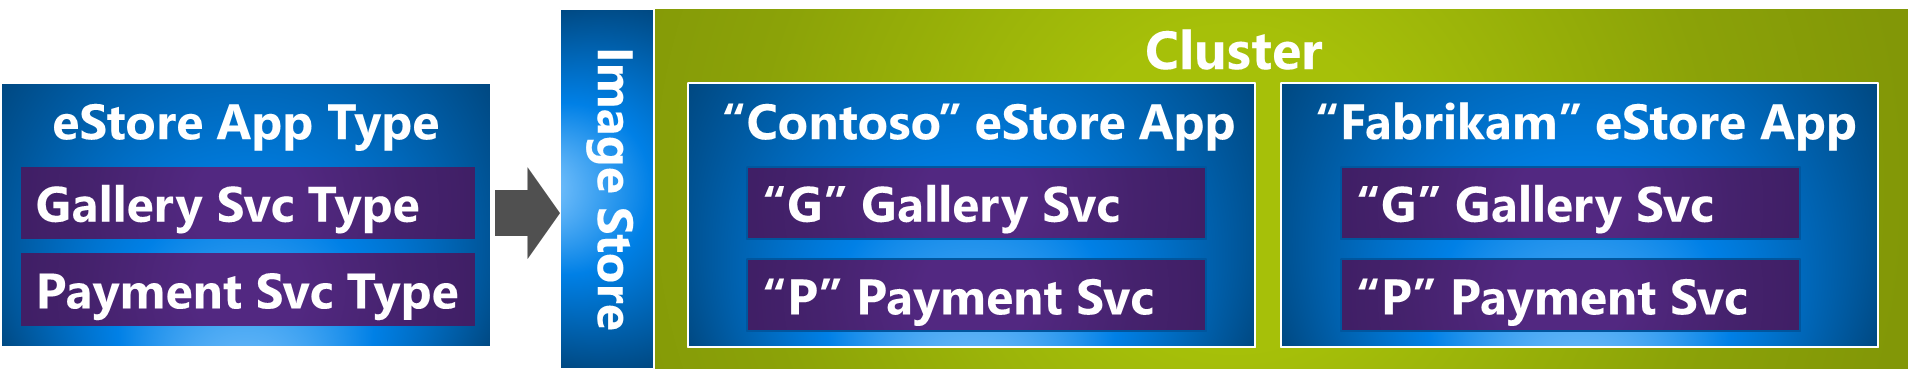 eStore App Type
Gallery Svc Type
Payment Svc Type
Image Store
Cluster
“Contoso” eStore App
“G” Gallery Svc
“P” Payment Svc
“Fabrikam” eStore App
“G” Gallery Svc
“P” Payment Svc